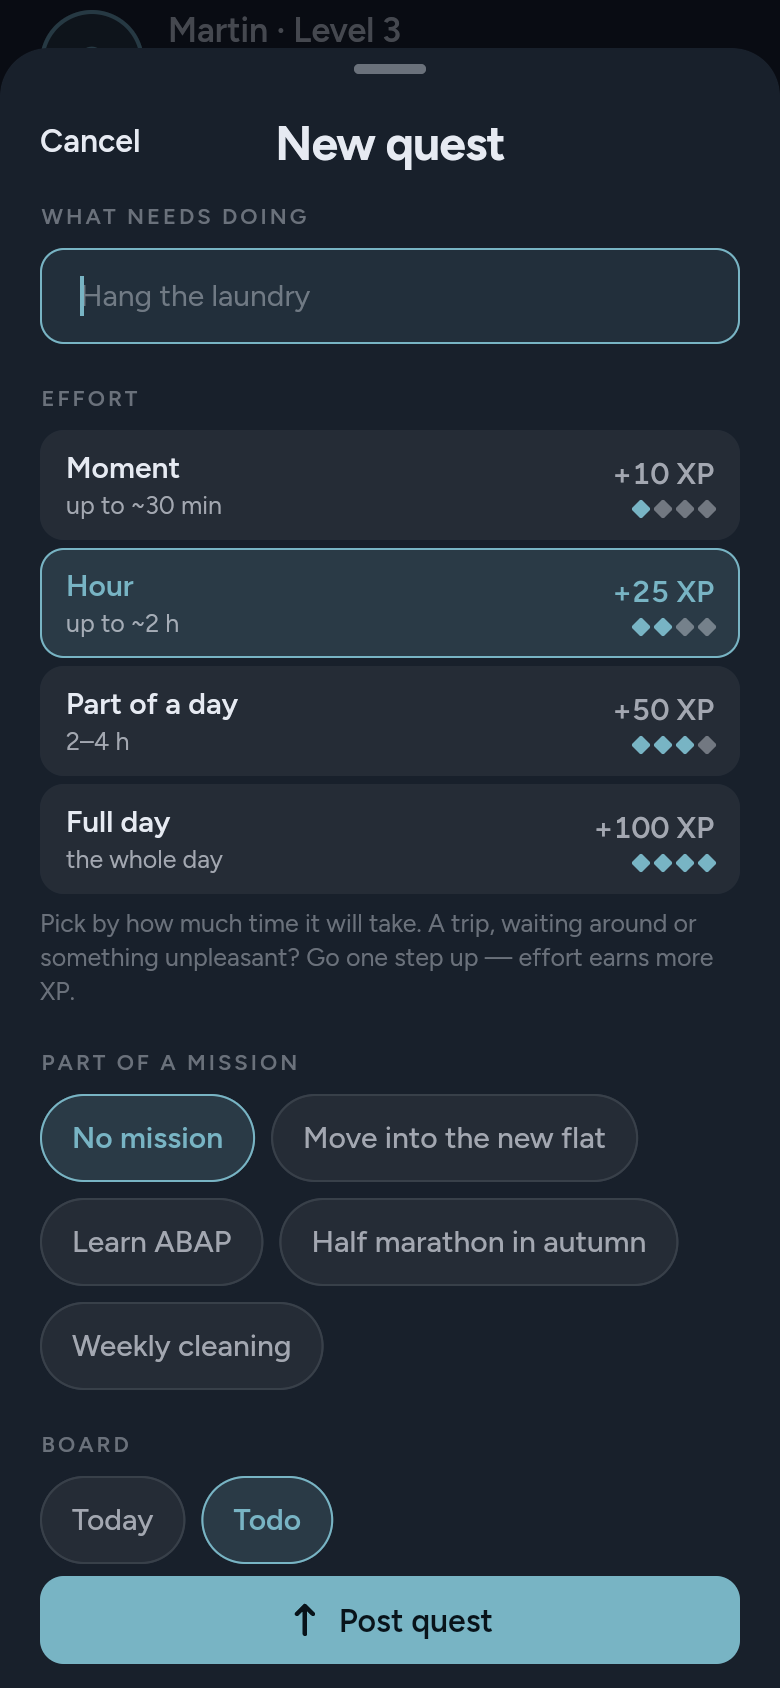 Martin · Level 3
Cancel
New quest
WHAT NEEDS DOING
Hang the laundry
EFFORT
Moment
+10 XP
up to ~30 min
Hour
+25 XP
up to ~2 h
Part of a day
+50 XP
2–4 h
Full day
+100 XP
the whole day
Pick by how much time it will take. A trip, waiting around or
something unpleasant? Go one step up — effort earns more
XP.
PART OF A MISSION
No mission
Move into the new flat
Learn ABAP
Half marathon in autumn
Weekly cleaning
BOARD
Today
Todo
↑ Post quest